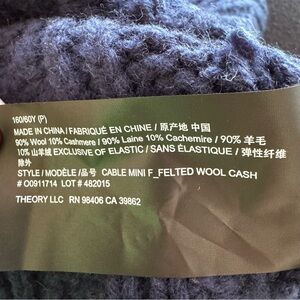 160/60Y (P)
MADE IN CHINA / FABRIQUÉ EN CHINE / 原产地 中国
90% Wool 10% Cashmere / 90% Laine 10% Cachemire / 90% 羊毛
10% 山羊绒 EXCLUSIVE OF ELASTIC / SANS ÉLASTIQUE / 弹性纤维
除外
STYLE / MODÈLE /品号 CABLE MINI F_FELTED WOOL CASH
# O0911714 LOT # 482015
THEORY LLC RN 98406 CA 39862